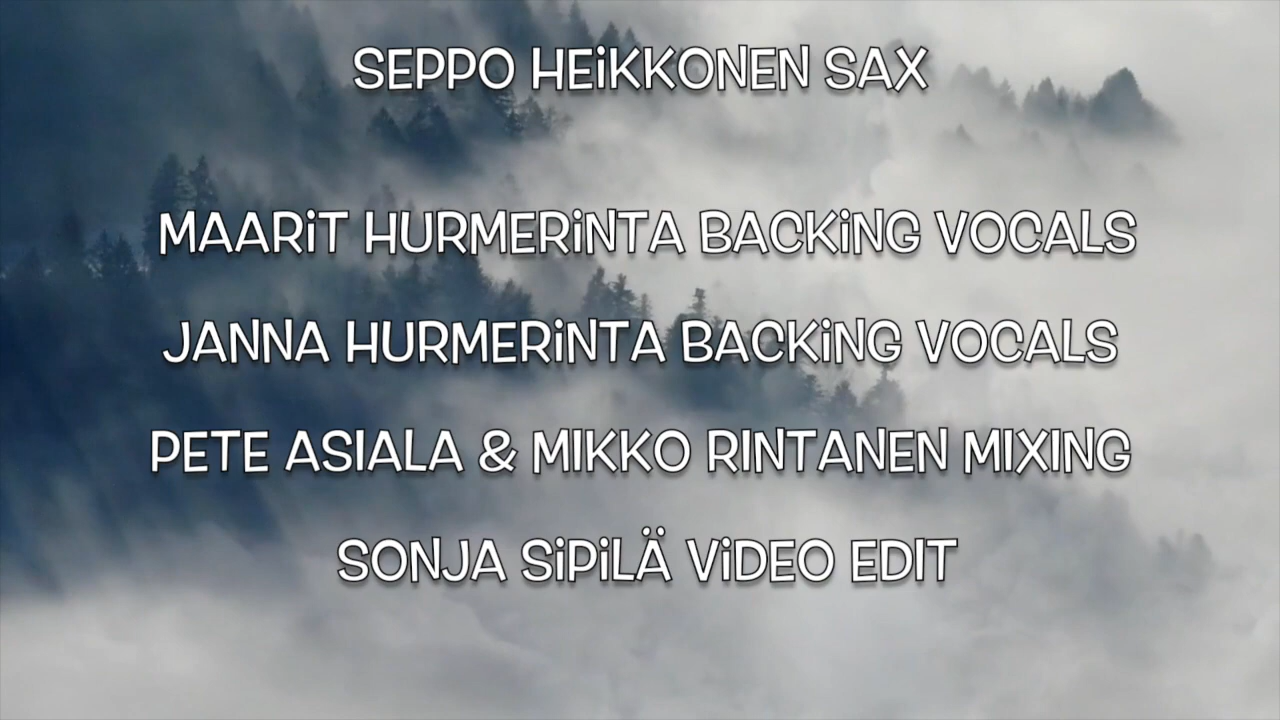 SEPPO HEiKKONEN SAX
MAARiT HURMERiNTA BACKiNG VOCALS
JANNA HURMERiNTA BACKiNG VOCALS
PETE ASIALA & MIKKO RINTANEN MIXING
SONJA SiPiLÄ ViDEO EDIT